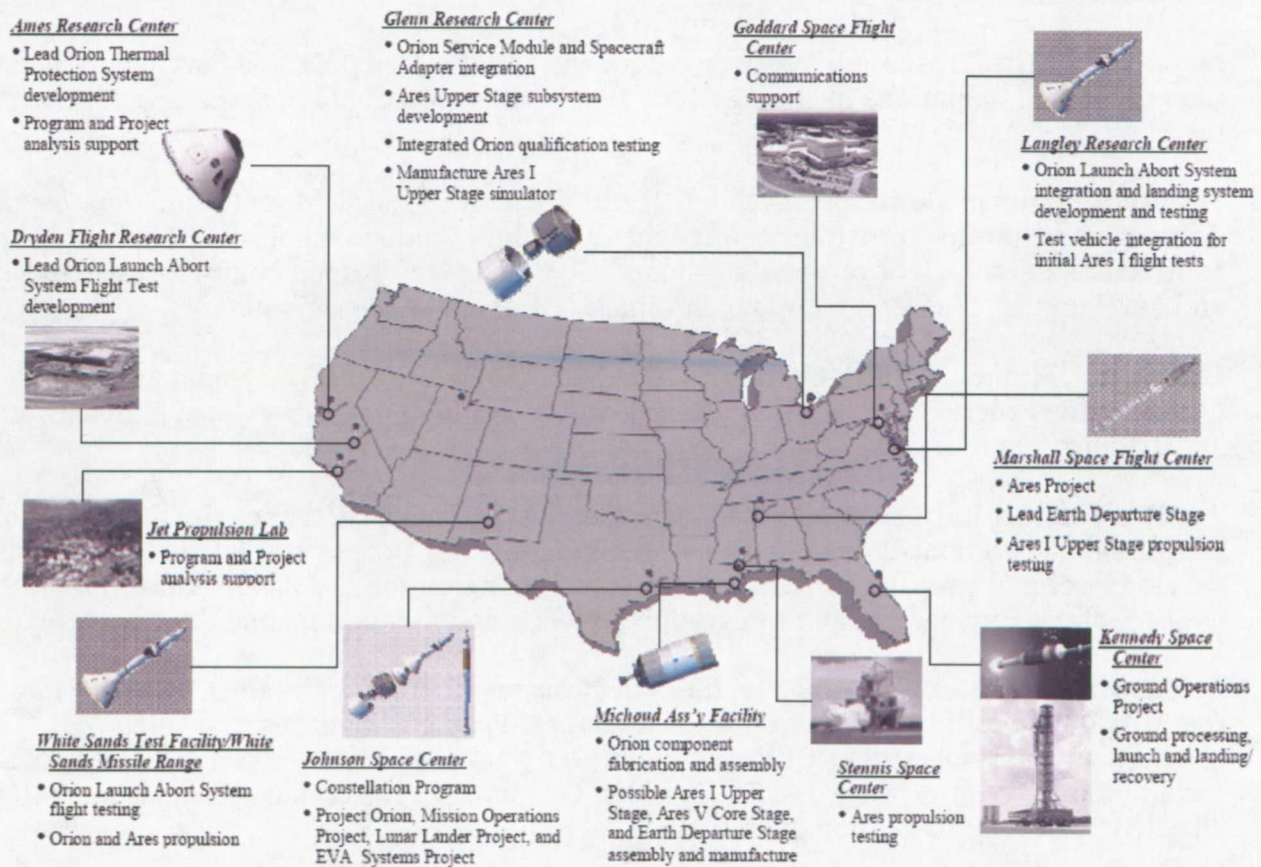 Ames Research Center
• Lead Orion Thermal
Protection System
development
• Program and Project
analysis support
Glenn Research Center
• Orion Service Module and Spacecraft
Adapter integration
• Ares Upper Stage subsystem
development
• Integrated Orion qualification testing
• Manufacture Ares I
Upper Stage simulator
Goddard Space Flight
Center
• Communications
support
Langley Research Center
• Orion Launch Abort System
integration and landing system
development and testing
• Test vehicle integration for
initial Ares I flight tests
Dryden Flight Research Center
• Lead Orion Launch Abort
System Flight Test
development
Marshall Space Flight Center
• Ares Project
• Lead Earth Departure Stage
• Ares I Upper Stage propulsion
testing
Jet Propulsion Lab
• Program and Project
analysis support
Kennedy Space
Center
• Ground Operations
Project
• Ground processing,
launch and landing/
recovery
White Sands Test Facility/White
Sands Missile Range
• Orion Launch Abort System
flight testing
• Orion and Ares propulsion
Johnson Space Center
• Constellation Program
• Project Orion, Mission Operations
Project, Lunar Lander Project, and
EVA Systems Project
Michoud Ass'y Facility
• Orion component
fabrication and assembly
• Possible Ares I Upper
Stage, Ares V Core Stage,
and Earth Departure Stage
assembly and manufacture
Stennis Space
Center
• Ares propulsion
testing